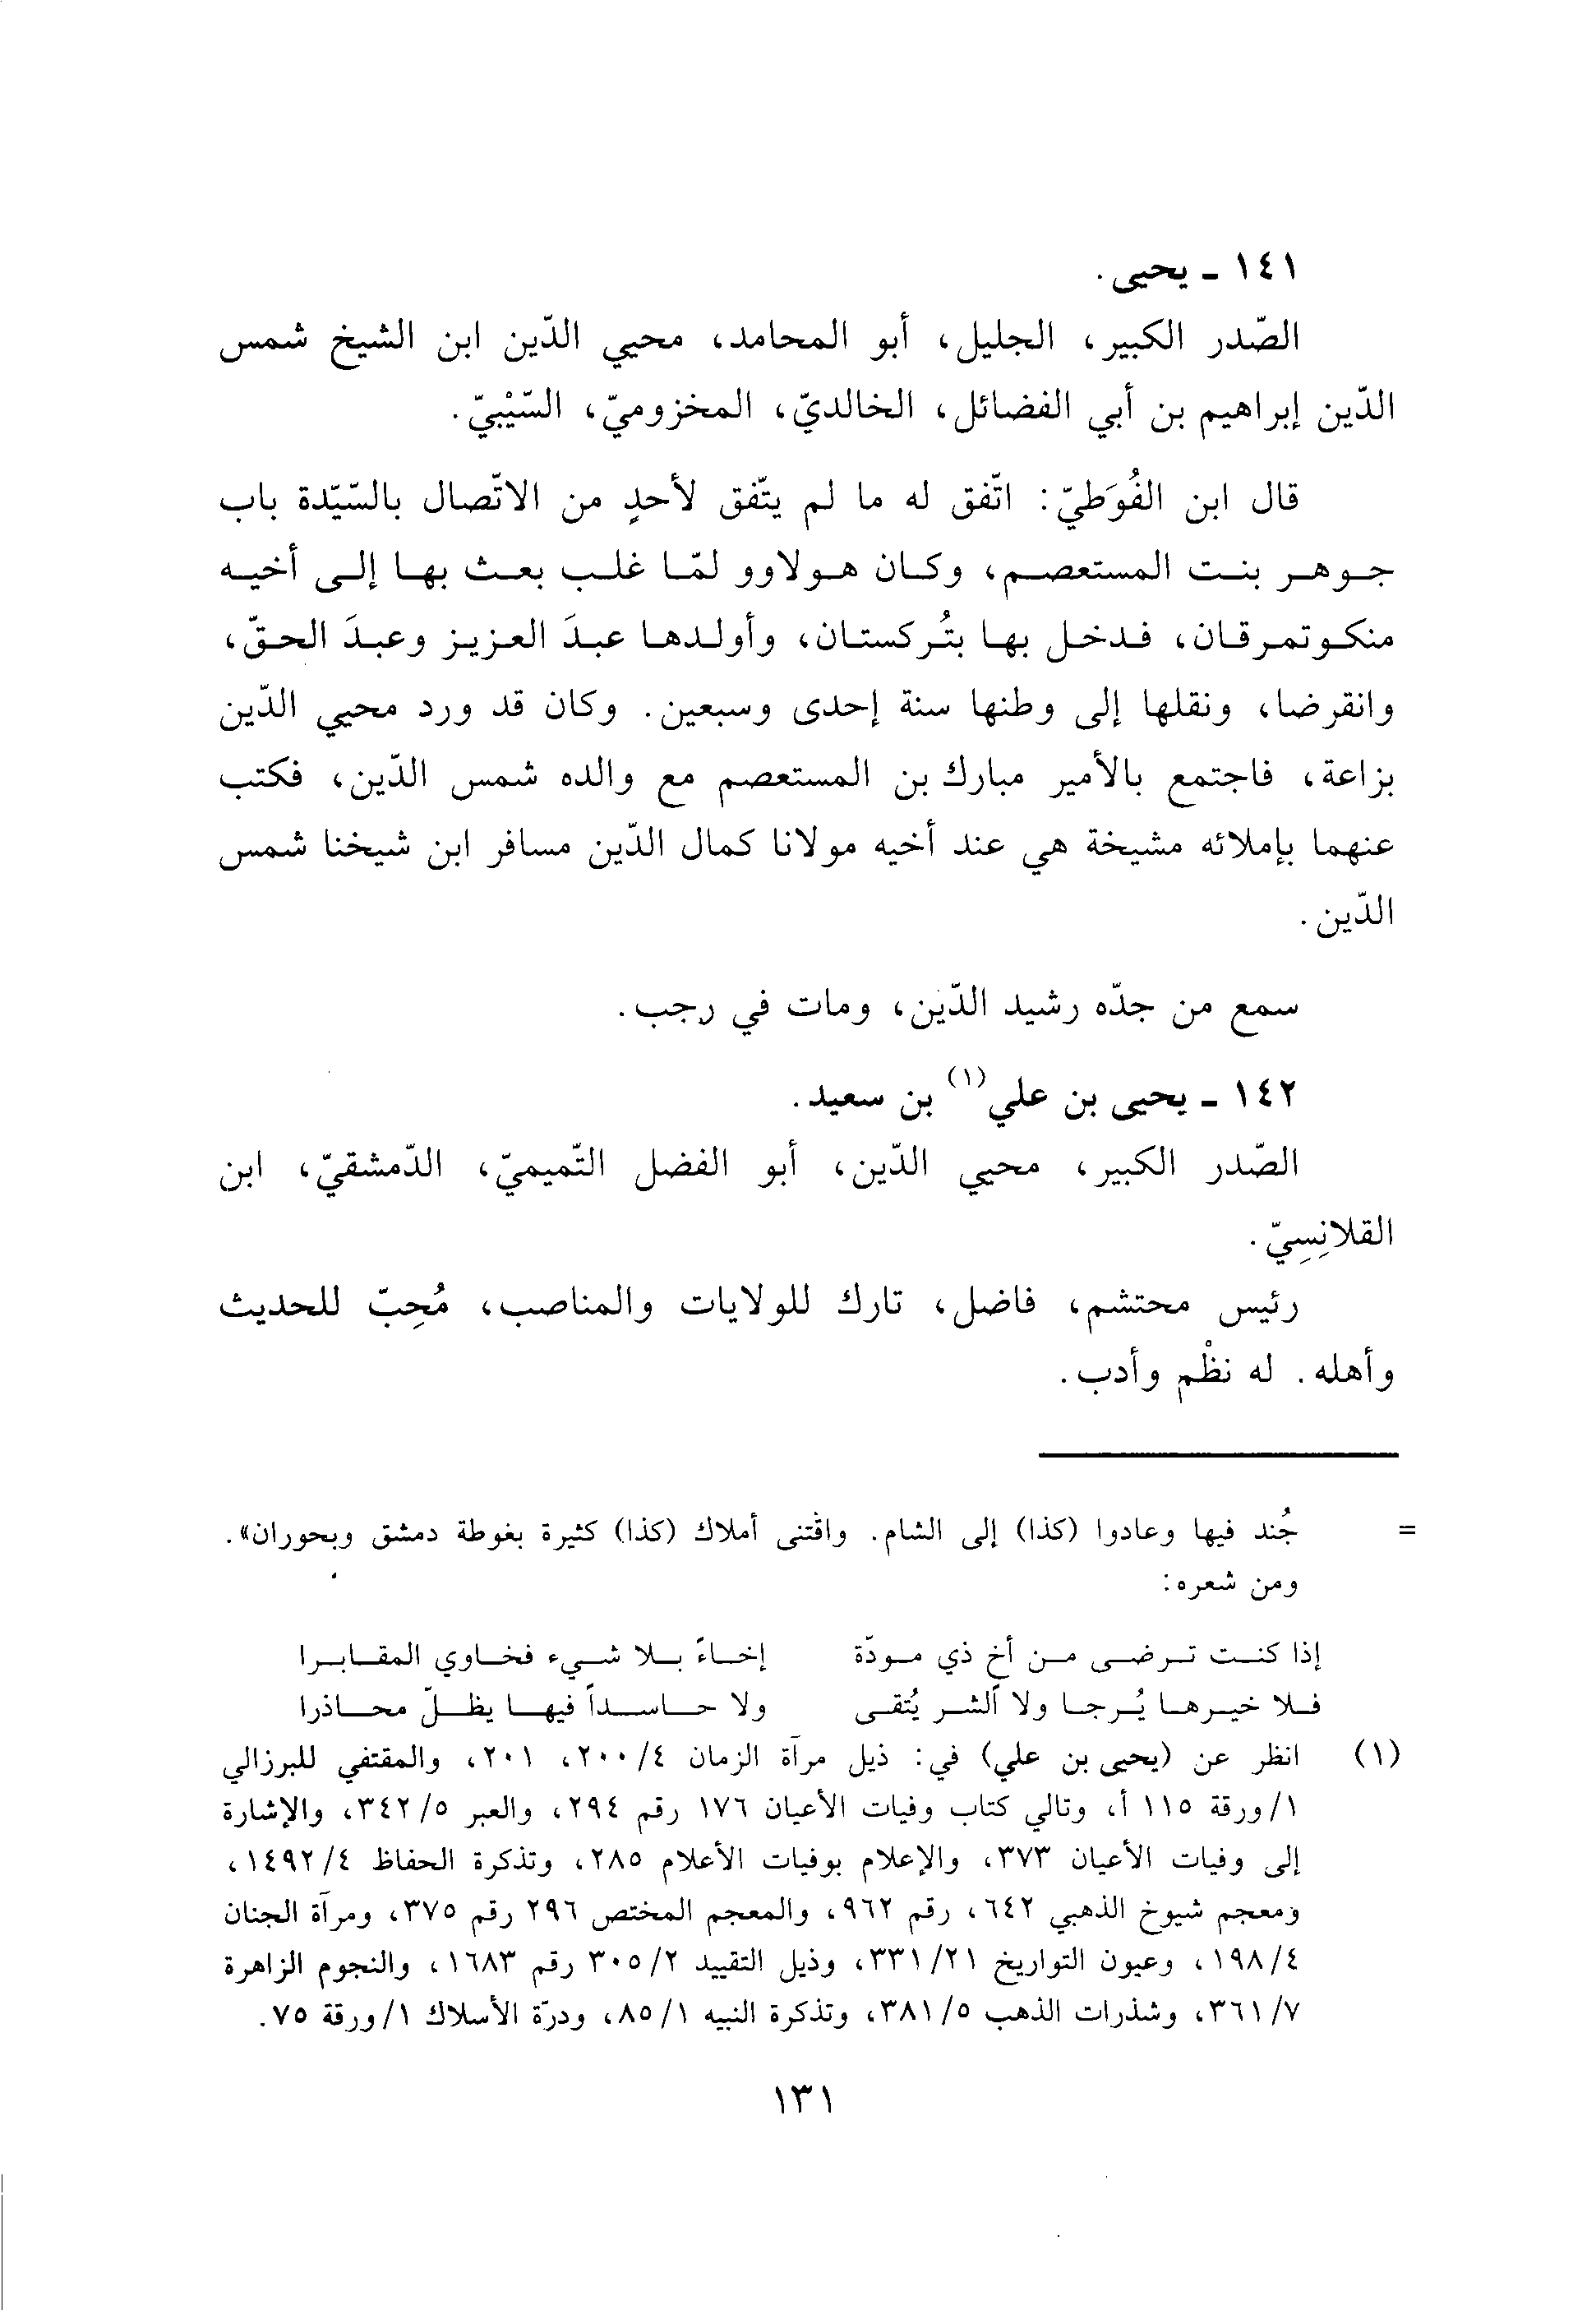 ١٤١ - يحيى.
الصّدر الكبير، الجليل، أبو المحامد، محيي الدّين ابن الشيخ شمس
الدّين إبراهيم بن أبي الفضائل، الخالديّ، المخزوميّ، السّيْبيّ.
قال ابن الفُوَطيّ: اتّفق له ما لم يتّفق لأحدٍ من الاتّصال بالسّيّدة باب
جوهر بنت المستعصم، وكان هولاوو لمّا غلب بعث بها إلى أخيه
منكوتمرقان، فدخل بها بتُركستان، وأولدها عبدَ العزيز وعبدَ الحقّ،
وانقرضا، ونقلها إلى وطنها سنة إحدى وسبعين. وكان قد ورد محيي الدّين
بزاعة، فاجتمع بالأمير مبارك بن المستعصم مع والده شمس الدّين، فكتب
عنهما بإملائه مشيخة هي عند أخيه مولانا كمال الدّين مسافر ابن شيخنا شمس
الدّين.
سمع من جدّه رشيد الدّين، ومات في رجب.
١٤٢ - يحيى بن علي(١) بن سعيد.
الصّدر الكبير، محيي الدّين، أبو الفضل التّميميّ، الدّمشقيّ، ابن
القلانِسِيّ.
رئيس محتشم، فاضل، تارك للولايات والمناصب، مُحِبّ للحديث
وأهله. له نظْم وأدب.
= جُند فيها وعادوا (كذا) إلى الشام. واقتنى أملاك (كذا) كثيرة بغوطة دمشق وبحوران».
ومن شعره:
إذا كنت ترضى من أخ ذي مودّة إخاءً بلا شيء فخاوي المقابرا
فلا خيرها يُرجا ولا ألشر يُتقى ولا حاسداً فيها يظلّ محاذرا
(١) انظر عن (يحيى بن علي) في: ذيل مرآة الزمان ٤/ ٢٠٠، ٢٠١، والمقتفي للبرزالي
١/ ورقة ١١٥ أ، وتالي كتاب وفيات الأعيان ١٧٦ رقم ٢٩٤، والعبر ٥/ ٣٤٢، والإشارة
إلى وفيات الأعيان ٣٧٣، والإعلام بوفيات الأعلام ٢٨٥، وتذكرة الحفاظ ٤/ ١٤٩٢،
ومعجم شيوخ الذهبي ٦٤٢، رقم ٩٦٢، والمعجم المختص ٢٩٦ رقم ٣٧٥، ومرآة الجنان
٤/ ١٩٨، وعيون التواريخ ٢١/ ٣٣١، وذيل التقييد ٢/ ٣٠٥ رقم ١٦٨٣، والنجوم الزاهرة
٧/ ٣٦١، وشذرات الذهب ٥/ ٣٨١، وتذكرة النبيه ١/ ٨٥، ودرّة الأسلاك ١/ ورقة ٧٥.
١٣١